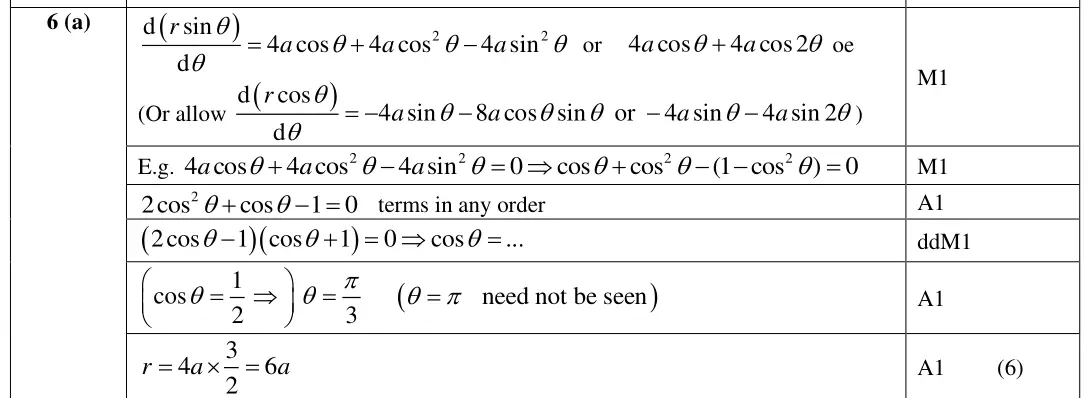 6 (a)
d(r sin θ)/dθ = 4a cos θ + 4a cos² θ − 4a sin² θ or 4a cos θ + 4a cos 2θ oe
(Or allow d(r cos θ)/dθ = −4a sin θ − 8a cos θ sin θ or − 4a sin θ − 4a sin 2θ )
M1
E.g. 4a cos θ + 4a cos² θ − 4a sin² θ = 0 ⇒ cos θ + cos² θ − (1 − cos² θ) = 0 M1
2cos² θ + cos θ − 1 = 0 terms in any order A1
(2cos θ − 1)(cos θ + 1) = 0 ⇒ cos θ = ... ddM1
(cos θ = 1/2 ⇒) θ = π/3 (θ = π need not be seen) A1
r = 4a × 3/2 = 6a A1 (6)